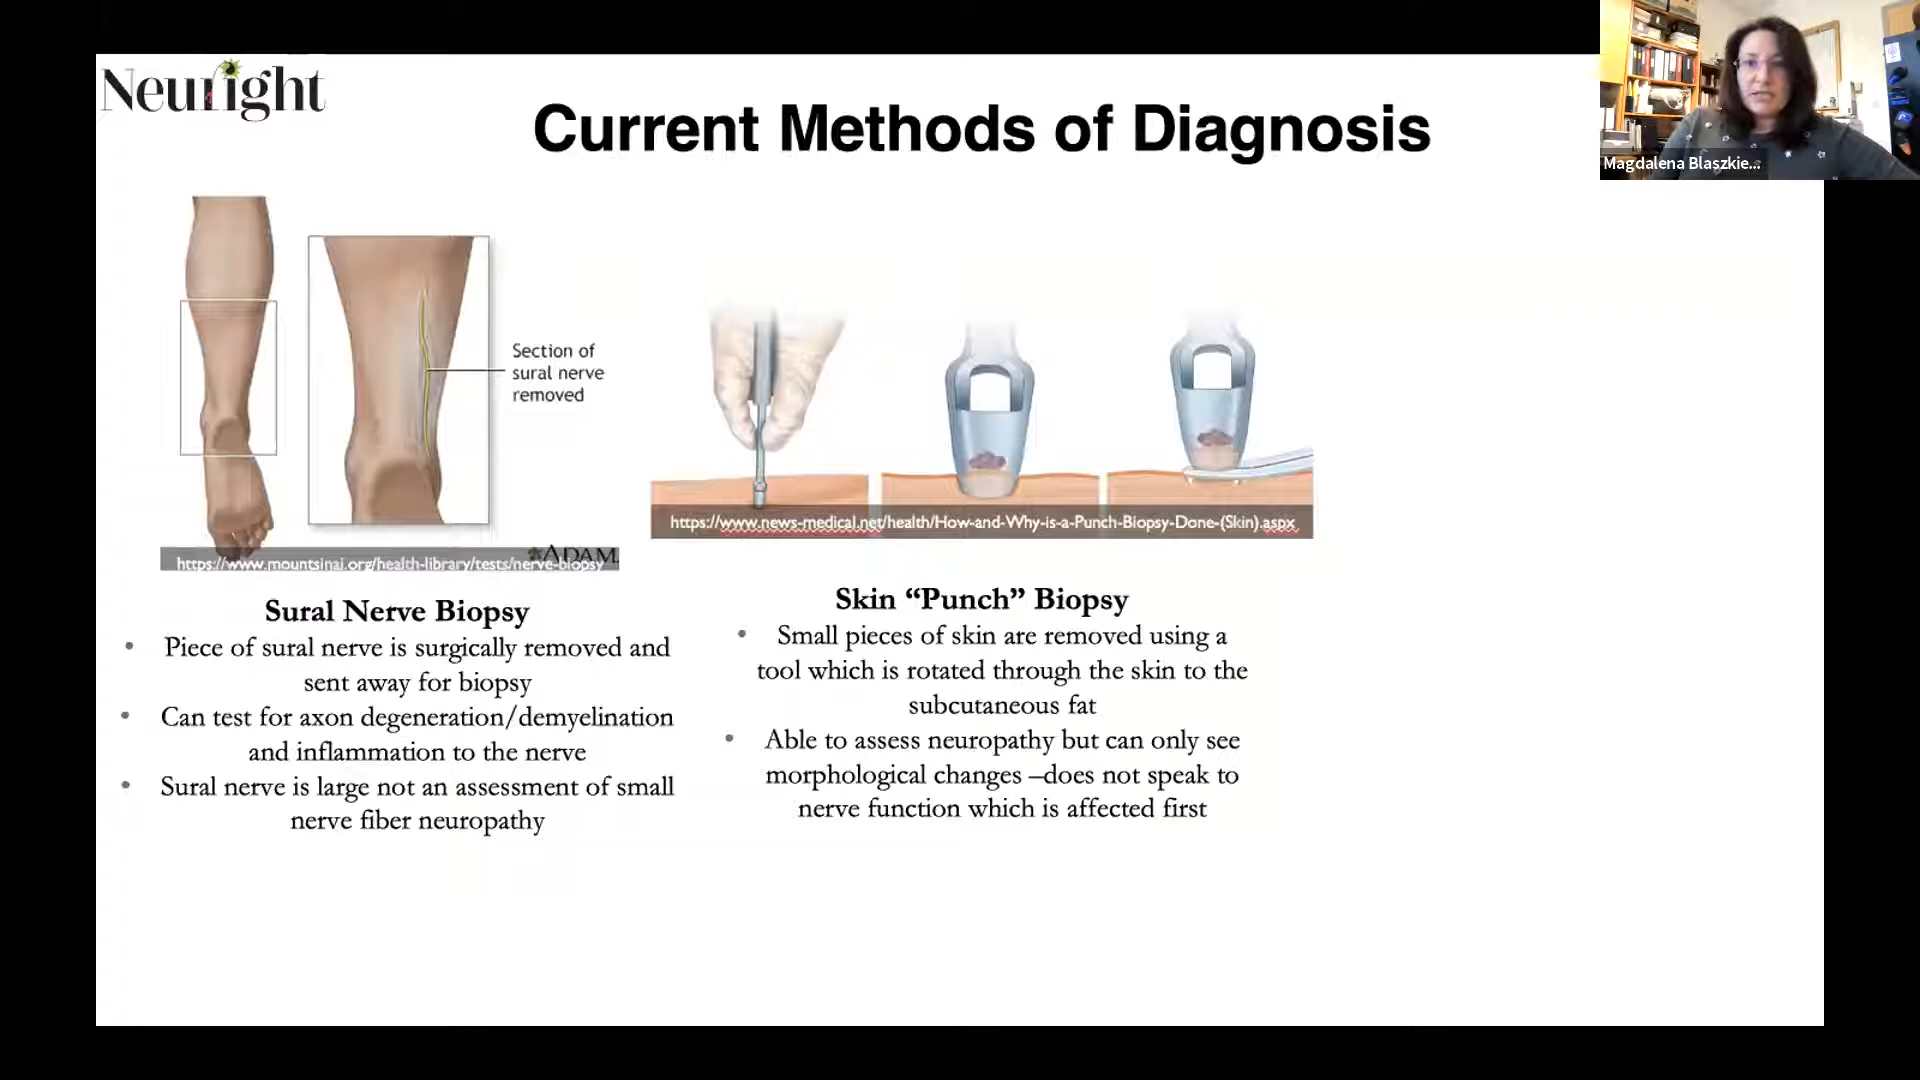 Neuright
Current Methods of Diagnosis
Magdalena Blaszkie...
Section of
sural nerve
removed
ADAM.
https://www.mountsinai.org/health-library/tests/nerve-biopsy
https://www.news-medical.net/health/How-and-Why-is-a-Punch-Biopsy-Done-(Skin).aspx
Sural Nerve Biopsy
• Piece of sural nerve is surgically removed and
sent away for biopsy
• Can test for axon degeneration/demyelination
and inflammation to the nerve
• Sural nerve is large not an assessment of small
nerve fiber neuropathy
Skin “Punch” Biopsy
• Small pieces of skin are removed using a
tool which is rotated through the skin to the
subcutaneous fat
• Able to assess neuropathy but can only see
morphological changes –does not speak to
nerve function which is affected first